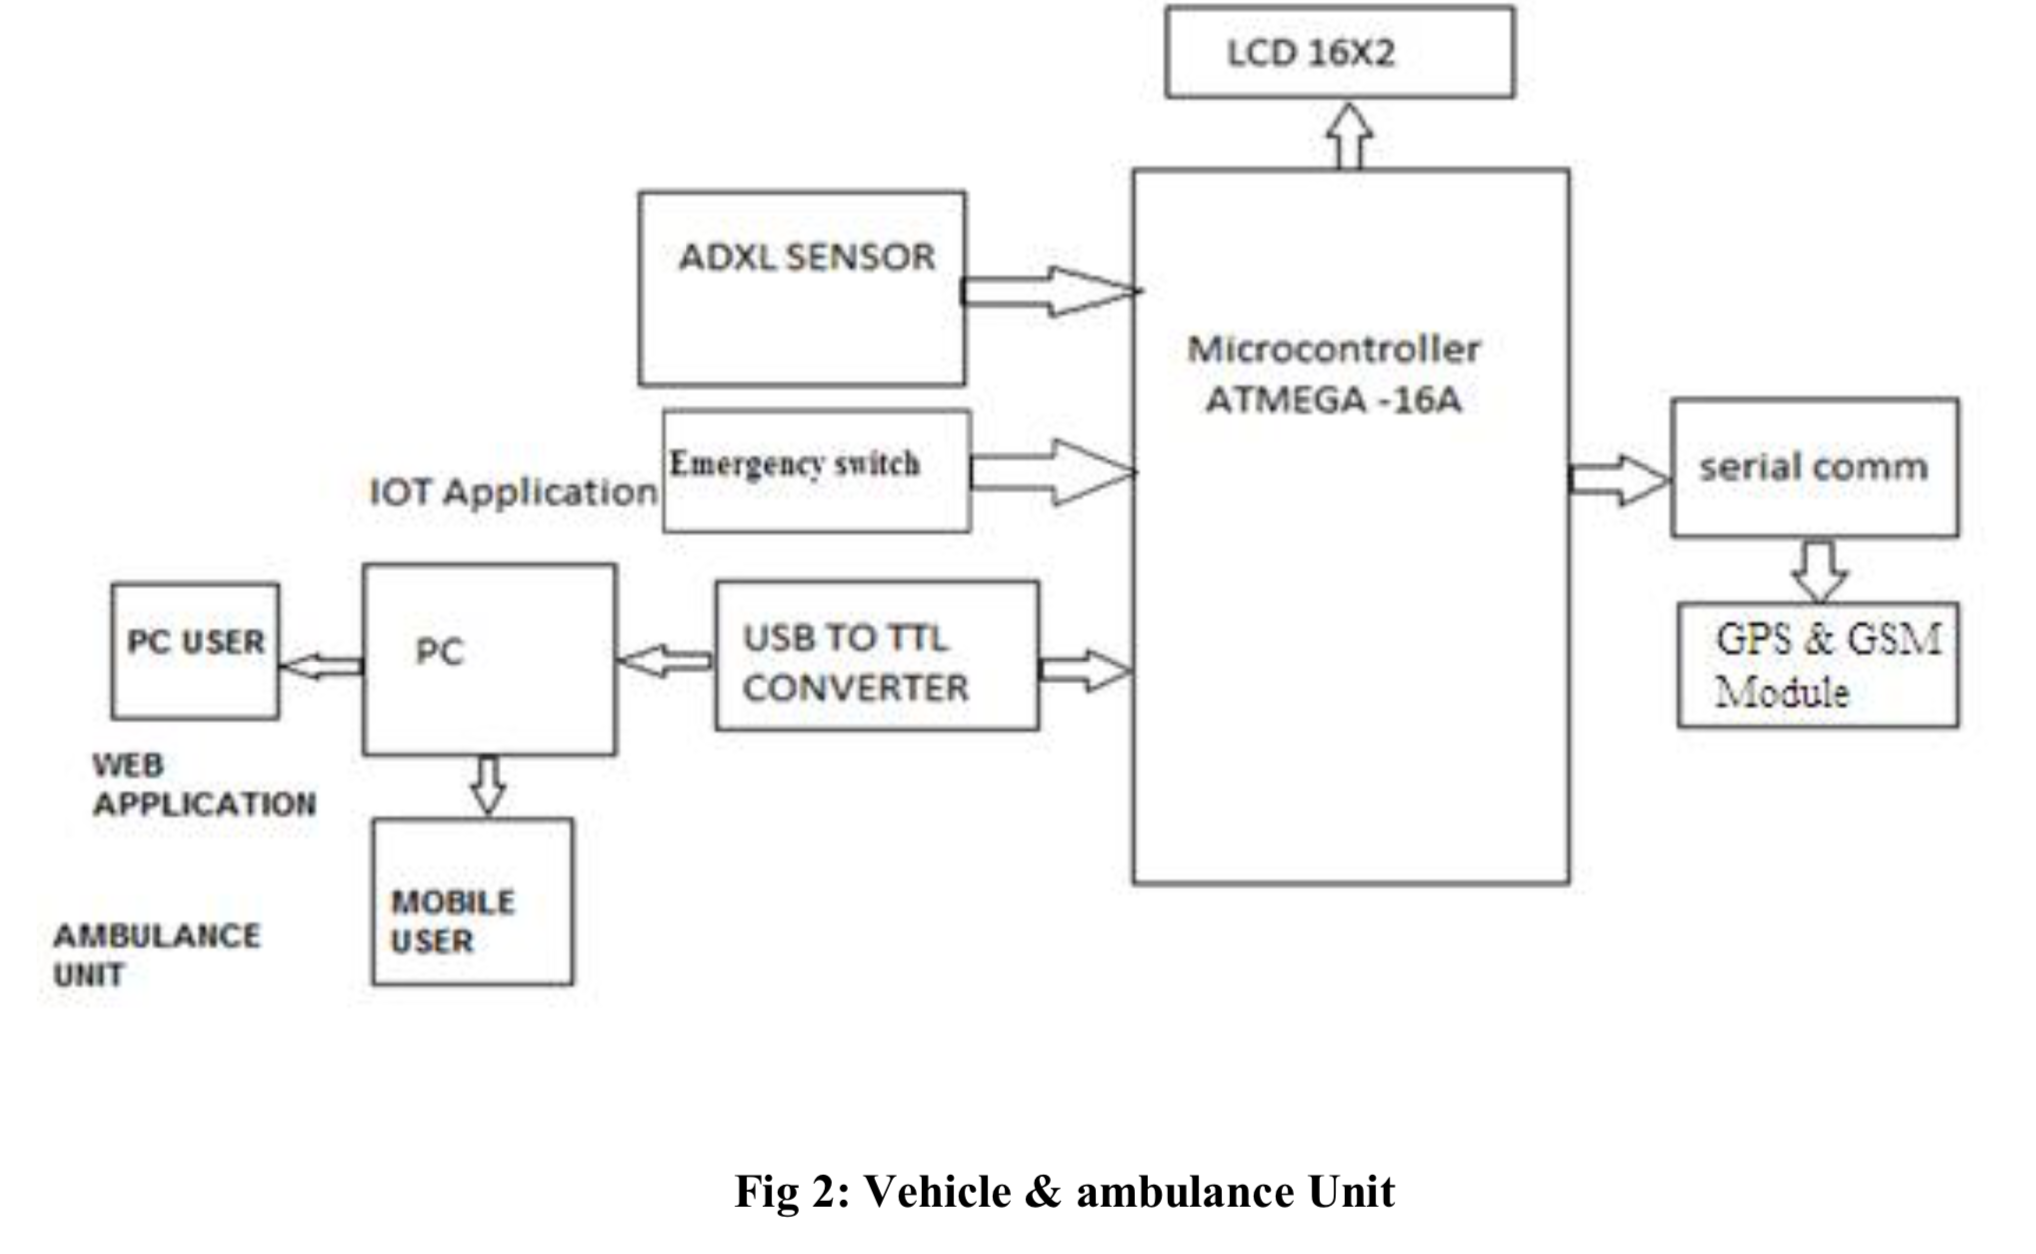 LCD 16X2
ADXL SENSOR
Microcontroller
ATMEGA -16A
Emergency switch
IOT Application
serial comm
PC USER
PC
USB TO TTL
CONVERTER
GPS & GSM
Module
WEB
APPLICATION
MOBILE
USER
AMBULANCE
UNIT
Fig 2: Vehicle & ambulance Unit